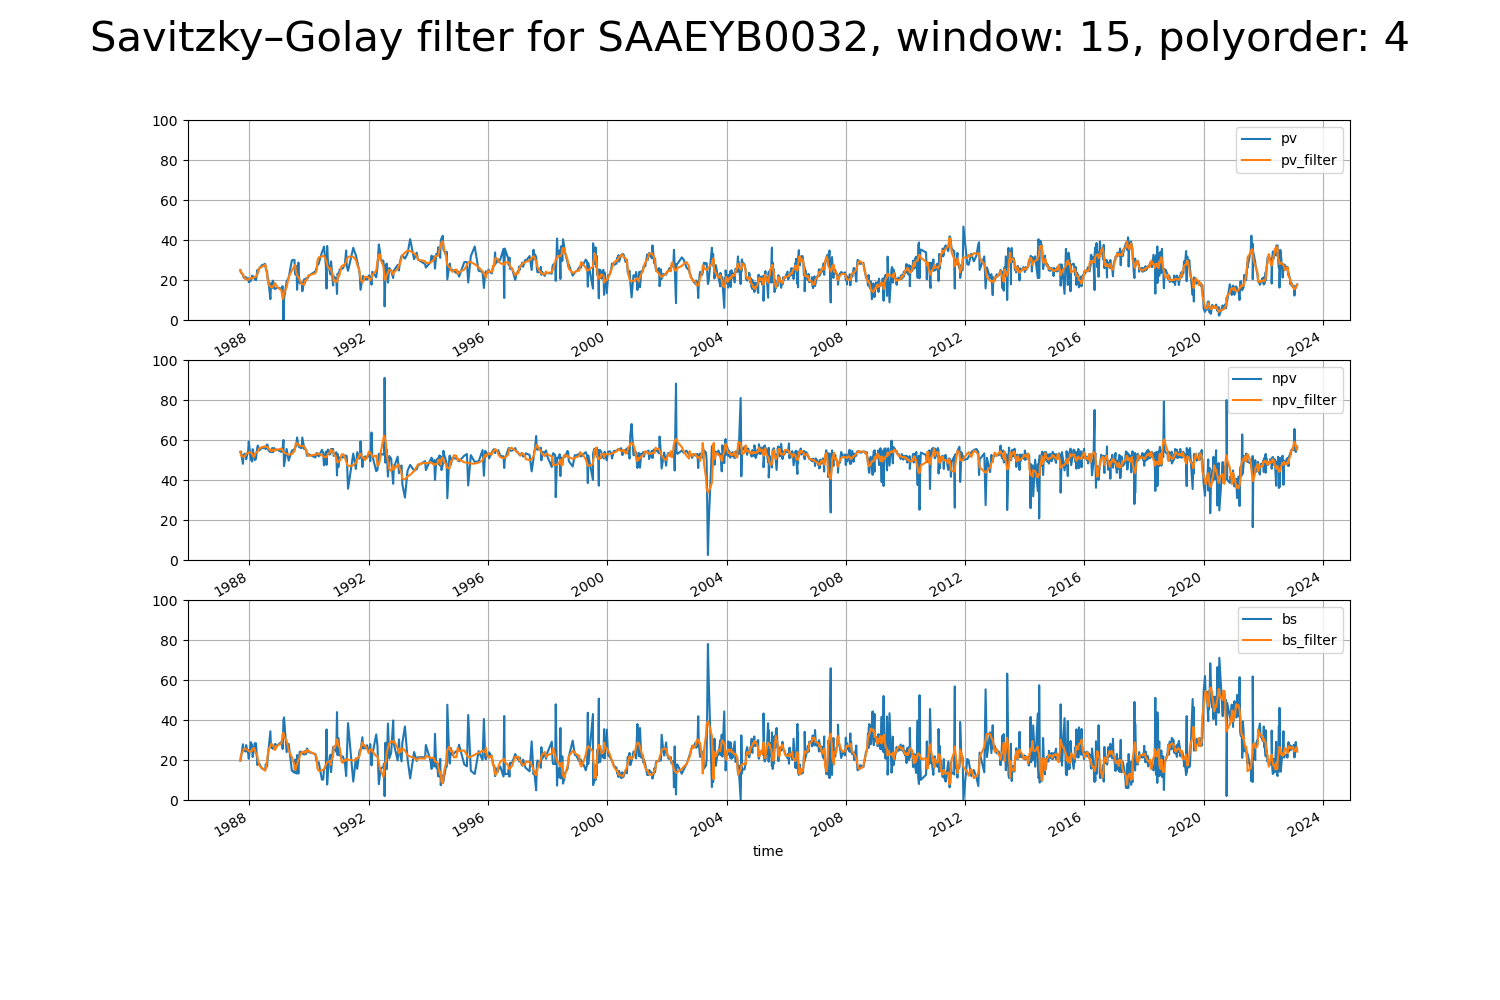 Savitzky–Golay filter for SAAEYB0032, window: 15, polyorder: 4
100
80
60
40
20
0
pv
pv_filter
1988 1992 1996 2000 2004 2008 2012 2016 2020 2024
100
80
60
40
20
0
npv
npv_filter
1988 1992 1996 2000 2004 2008 2012 2016 2020 2024
100
80
60
40
20
0
bs
bs_filter
1988 1992 1996 2000 2004 2008 2012 2016 2020 2024
time